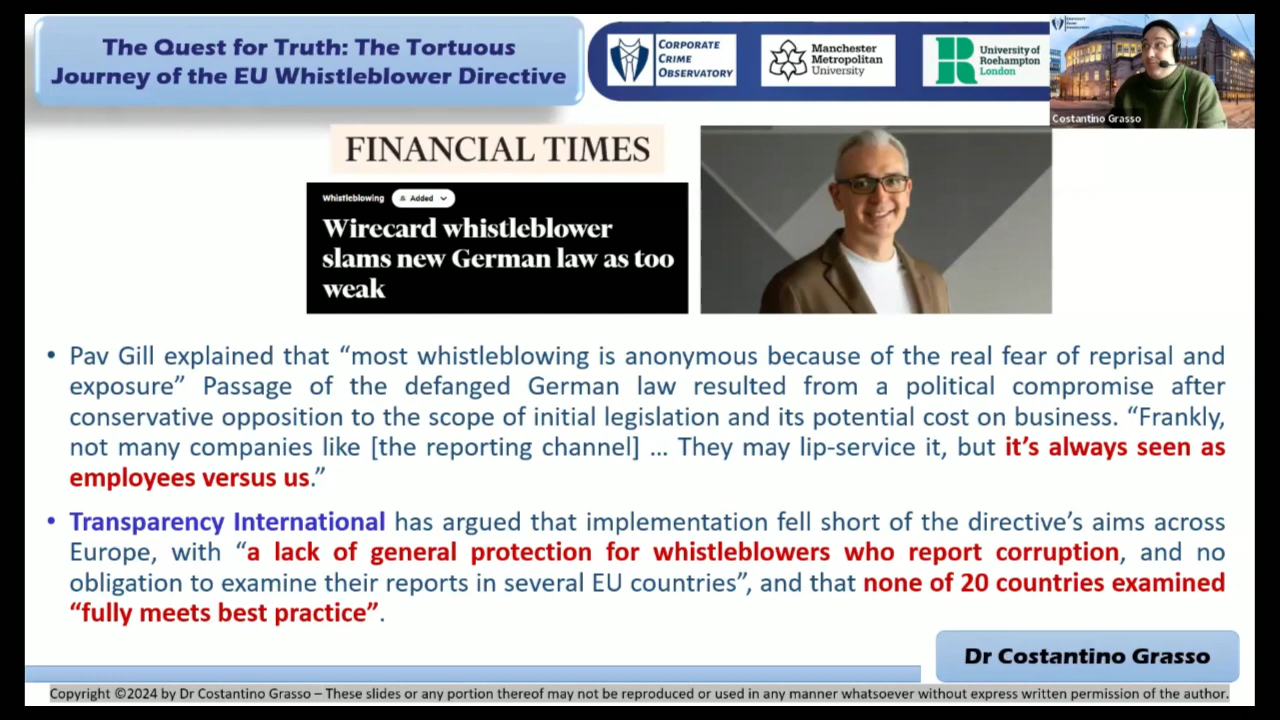 The Quest for Truth: The Tortuous
Journey of the EU Whistleblower Directive
CORPORATE
CRIME
OBSERVATORY
Manchester
Metropolitan
University
University of
Roehampton
London
Costantino Grasso
FINANCIAL TIMES
Whistleblowing Added
Wirecard whistleblower
slams new German law as too
weak
• Pav Gill explained that “most whistleblowing is anonymous because of the real fear of reprisal and
exposure” Passage of the defanged German law resulted from a political compromise after
conservative opposition to the scope of initial legislation and its potential cost on business. “Frankly,
not many companies like [the reporting channel] … They may lip-service it, but it’s always seen as
employees versus us.”
• Transparency International has argued that implementation fell short of the directive’s aims across
Europe, with “a lack of general protection for whistleblowers who report corruption, and no
obligation to examine their reports in several EU countries”, and that none of 20 countries examined
“fully meets best practice”.
Dr Costantino Grasso
Copyright ©2024 by Dr Costantino Grasso – These slides or any portion thereof may not be reproduced or used in any manner whatsoever without express written permission of the author.